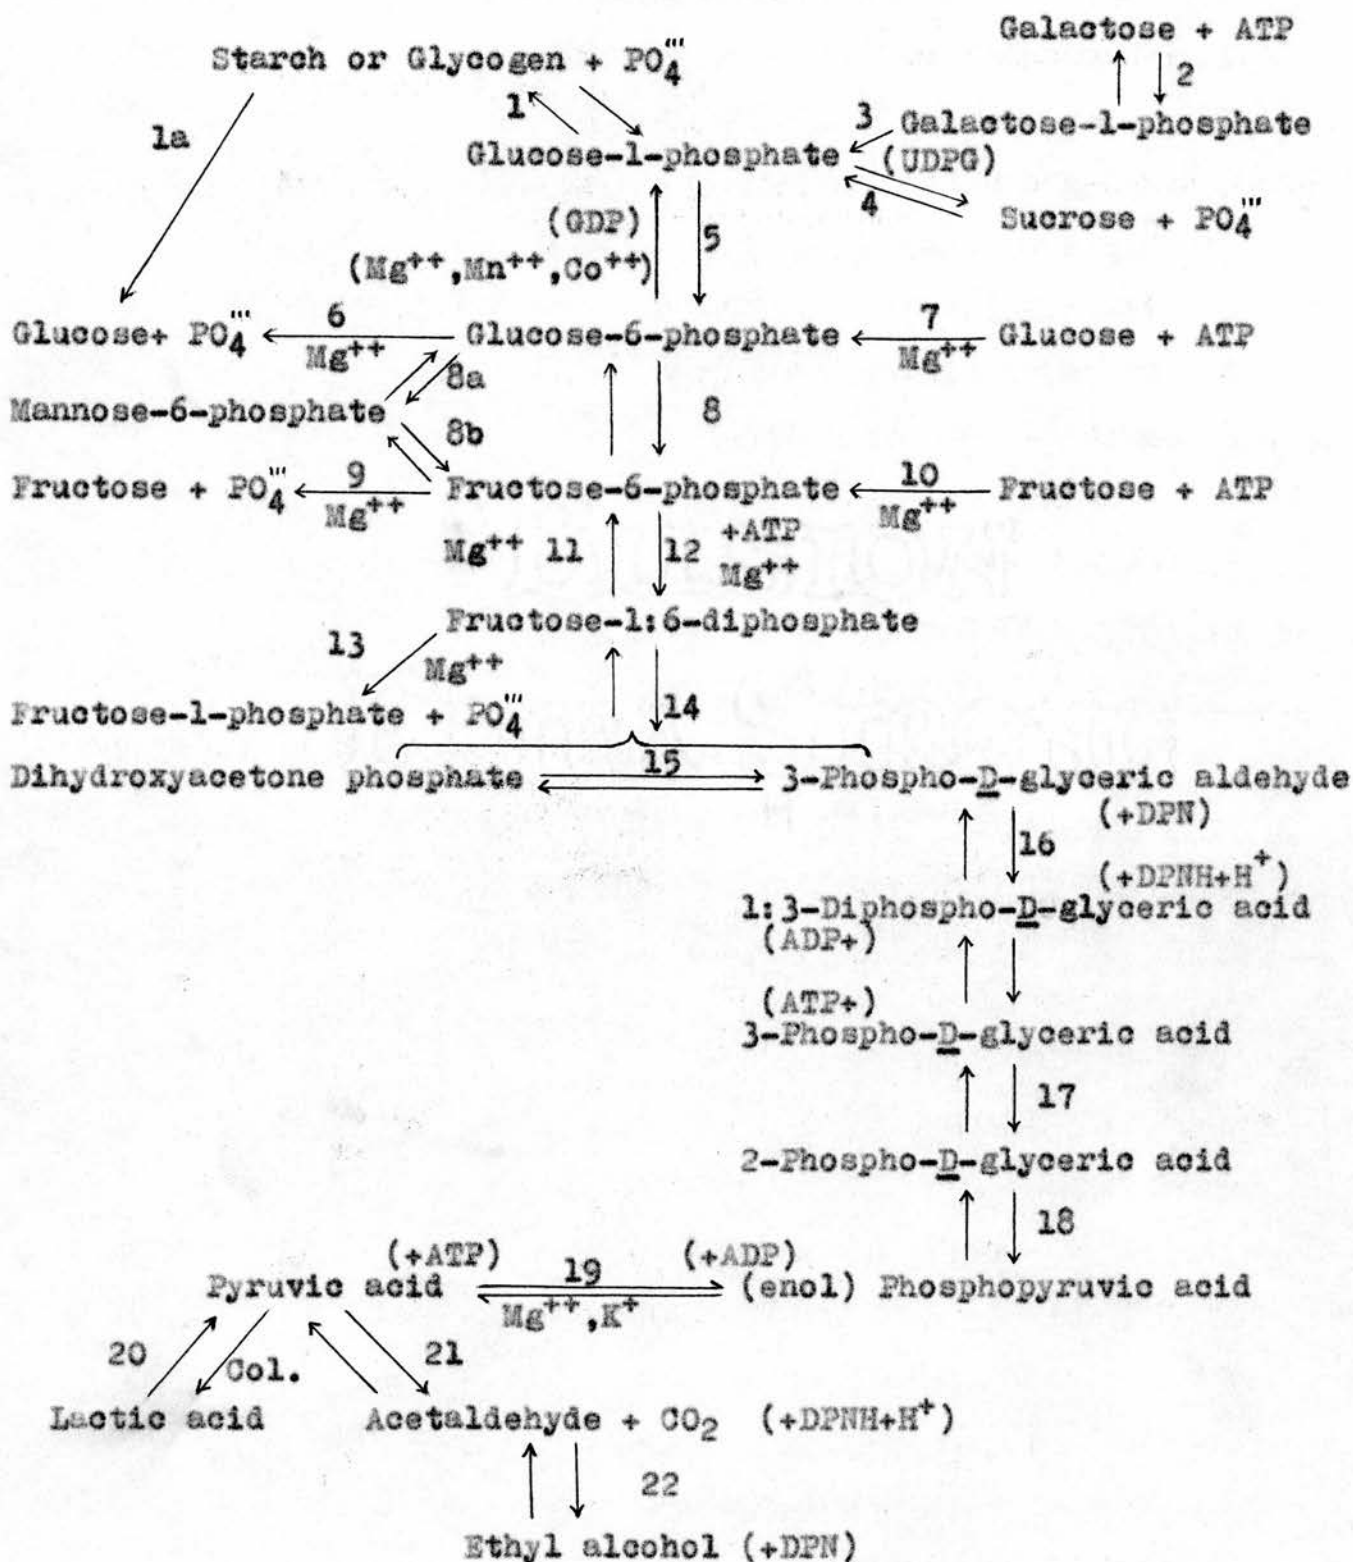 Galactose + ATP
Starch or Glycogen + PO4'''
2
1
3 Galactose-1-phosphate
1a
Glucose-1-phosphate (UDPG)
4
(GDP) 5 Sucrose + PO4'''
(Mg++,Mn++,Co++)
6 7
Glucose+ PO4''' Glucose-6-phosphate Glucose + ATP
Mg++ Mg++
8a
Mannose-6-phosphate 8
8b
9 10
Fructose + PO4''' Fructose-6-phosphate Fructose + ATP
Mg++ Mg++
Mg++ 11 12 +ATP
Mg++
Fructose-1:6-diphosphate
13
Mg++
Fructose-1-phosphate + PO4''' 14
15
Dihydroxyacetone phosphate 3-Phospho-D-glyceric aldehyde
(+DPN)
16
(+DPNH+H+)
1:3-Diphospho-D-glyceric acid
(ADP+)
(ATP+)
3-Phospho-D-glyceric acid
17
2-Phospho-D-glyceric acid
18
(+ATP) 19 (+ADP)
Pyruvic acid (enol) Phosphopyruvic acid
Mg++,K+
20 Col. 21
Lactic acid Acetaldehyde + CO2 (+DPNH+H+)
22
Ethyl alcohol (+DPN)